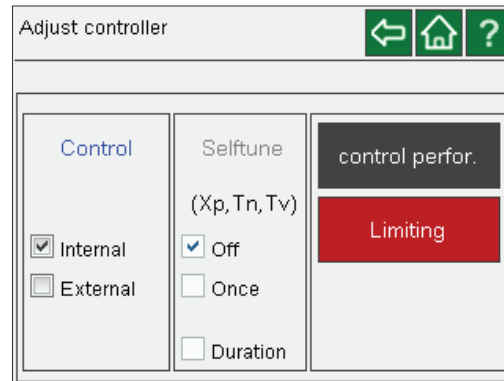 Adjust controller
?
Control
Internal
External
Selftune
(Xp, Tn, Tv)
Off
Once
Duration
control perfor.
Limiting